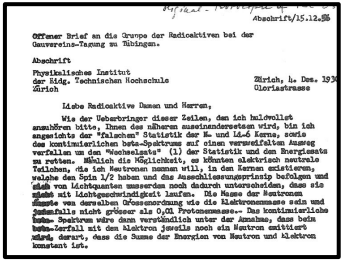 Abschrift/15.12.56
Offener Brief an die Gruppe der Radioaktiven bei der
Gauvereins-Tagung zu Tübingen.
Abschrift
Physikalisches Institut
der Eidg. Technischen Hochschule
Zürich
Zürich, 4. Des. 1930
Gloriastrasse
Liebe Radioaktive Damen und Herren,
Wie der Ueberbringer dieser Zeilen, den ich huldvollst
anzuhören bitte, Ihnen des näheren auseinandersetzen wird, bin ich
angesichts der "falschen" Statistik der N- und Li-6 Kerne, sowie
des kontinuierlichen beta-Spektrums auf einen verzweifelten Ausweg
verfallen um den "Wechselsatz" (1) der Statistik und den Energiesatz
zu retten. Nämlich die Möglichkeit, es könnten elektrisch neutrale
Teilchen, die ich Neutronen nennen will, in den Kernen existieren,
welche den Spin 1/2 haben und das Ausschliessungsprinzip befolgen und
sich von Lichtquanten ausserdem noch dadurch unterscheiden, dass sie
nicht mit Lichtgeschwindigkeit laufen. Die Masse der Neutronen
von derselben Grossenordnung wie die Elektronenmasse sein und
jedenfalls nicht grösser als 0,01 Protonenmasse.- Das kontinuierliche
beta- Spektrum wäre dann verständlich unter der Annahme, dass beim
beta-Zerfall mit dem Elektron jeweils noch ein Neutron emittiert
wird, derart, dass die Summe der Energien von Neutron und Elektron
konstant ist.